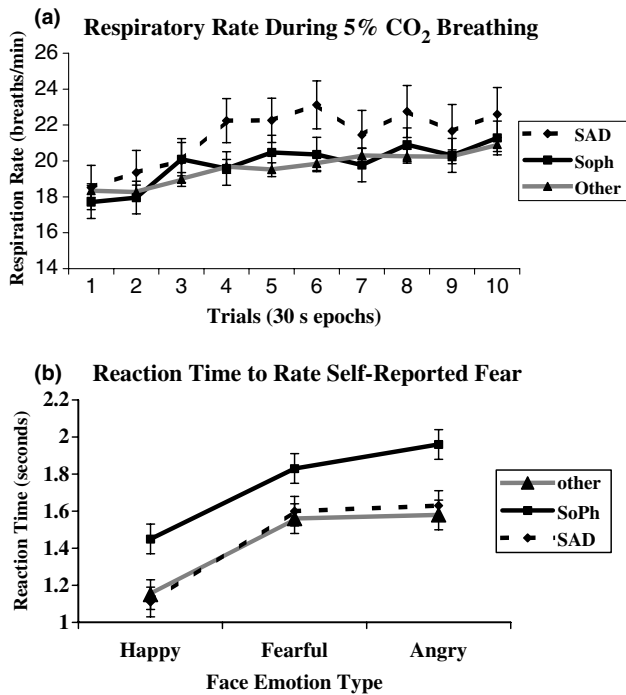 (a) Respiratory Rate During 5% CO2 Breathing
Respiration Rate (breaths/min)
26
24
22
20
18
16
14
1 2 3 4 5 6 7 8 9 10
Trials (30 s epochs)
SAD
Soph
Other
(b) Reaction Time to Rate Self-Reported Fear
Reaction Time (seconds)
2.2
2
1.8
1.6
1.4
1.2
1
Happy Fearful Angry
Face Emotion Type
other
SoPh
SAD